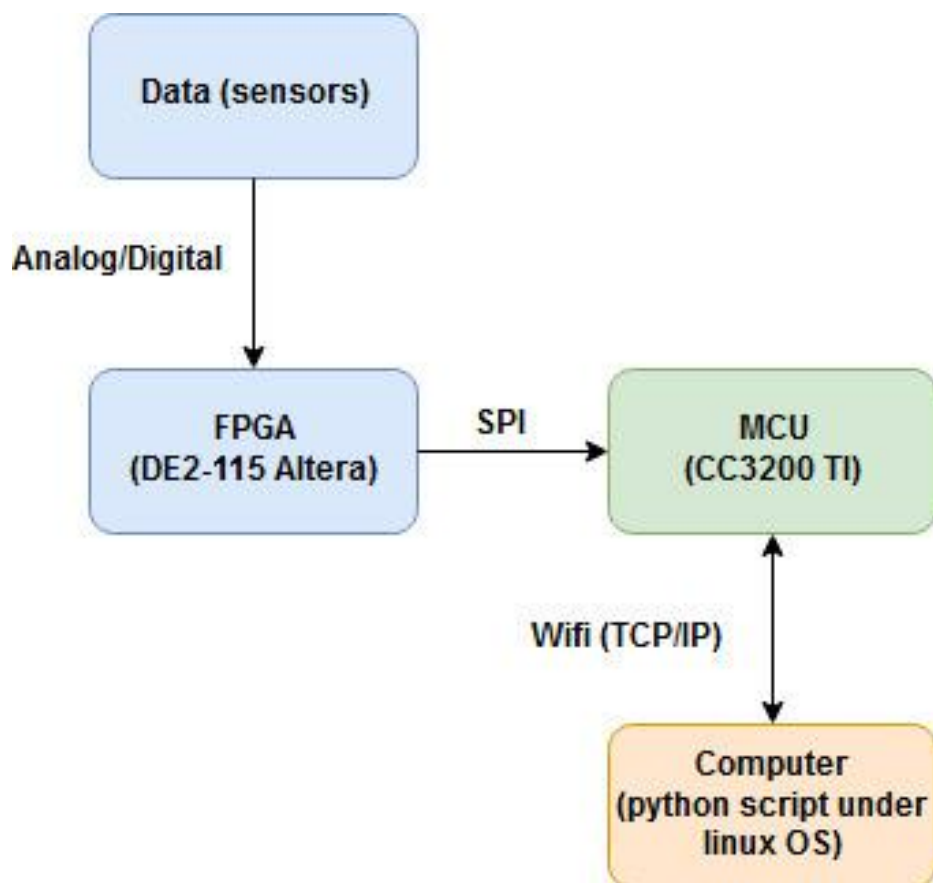 Data (sensors)
Analog/Digital
FPGA
(DE2-115 Altera)
SPI
MCU
(CC3200 TI)
Wifi (TCP/IP)
Computer
(python script under
linux OS)